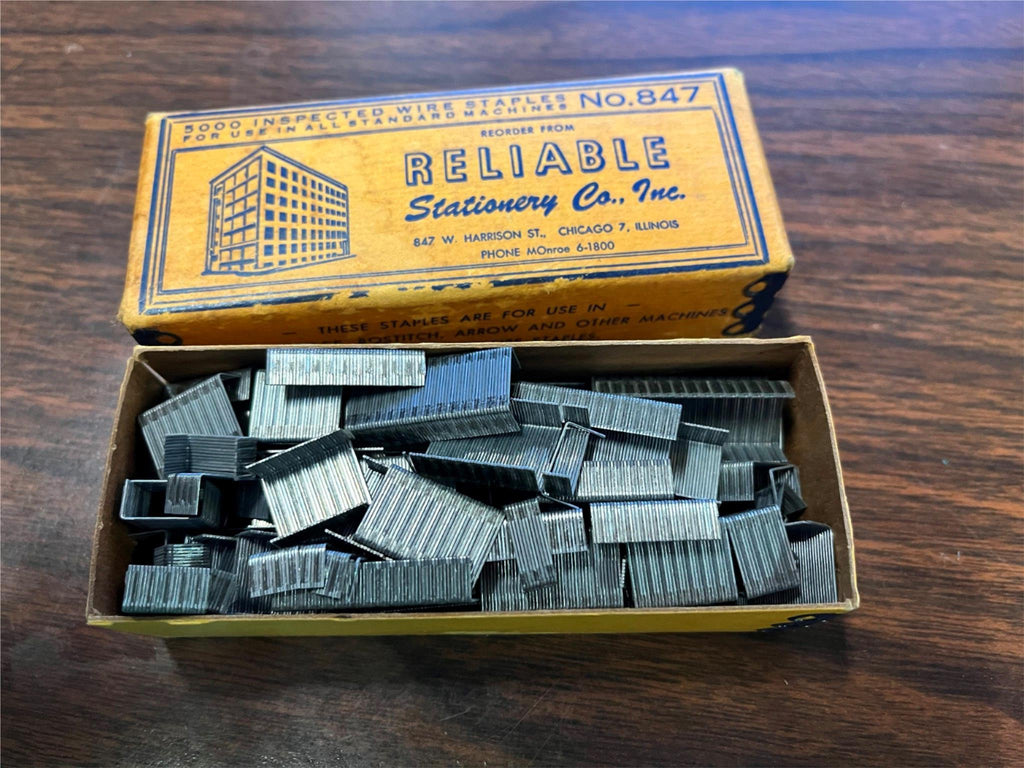 5000 INSPECTED WIRE STAPLES No.847
FOR USE IN ALL STANDARD MACHINES
REORDER FROM
RELIABLE
Stationery Co., Inc.
847 W. HARRISON ST., CHICAGO 7, ILLINOIS
PHONE MOnroe 6-1800
— THESE STAPLES ARE FOR USE IN —
BOSTITCH, ARROW AND OTHER MACHINES
STAPLES